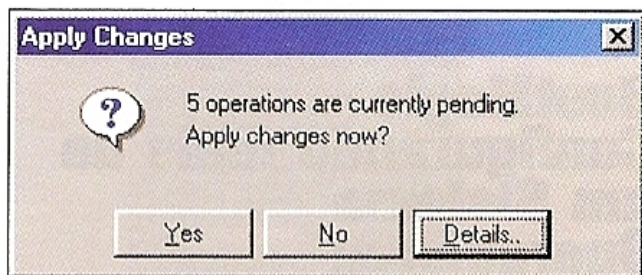 Apply Changes
5 operations are currently pending.
Apply changes now?
Yes No Details..